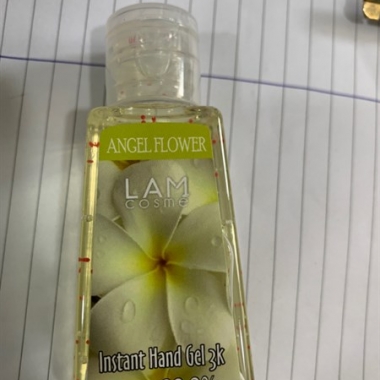 ANGEL FLOWER
LAM
cosme
Instant Hand Gel 3k